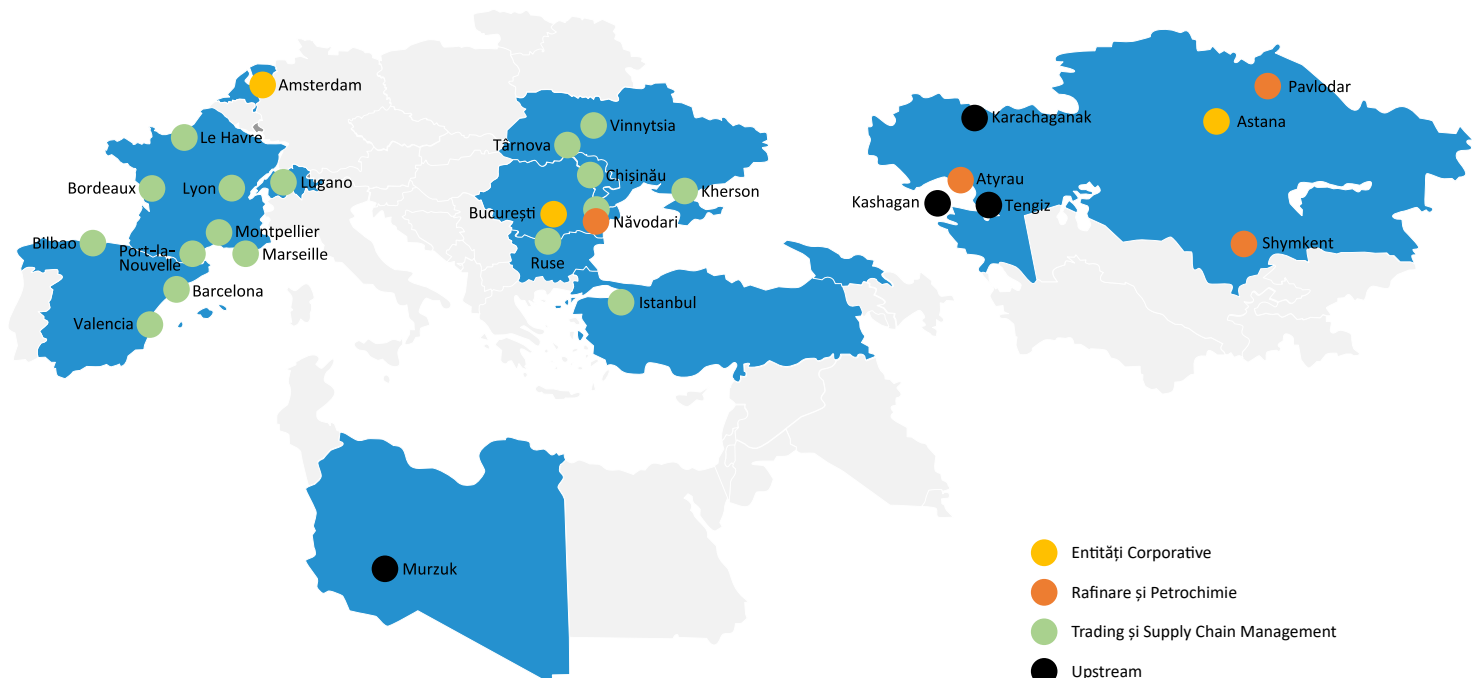 Amsterdam
Le Havre
Bordeaux
Lyon
Lugano
Bilbao
Port-la-
Nouvelle
Montpellier
Marseille
Barcelona
Valencia
Vinnytsia
Târnova
Chișinău
Kherson
București
Năvodari
Ruse
Istanbul
Murzuk
Pavlodar
Karachaganak
Astana
Atyrau
Kashagan
Tengiz
Shymkent
Entități Corporative
Rafinare și Petrochimie
Trading și Supply Chain Management
Upstream